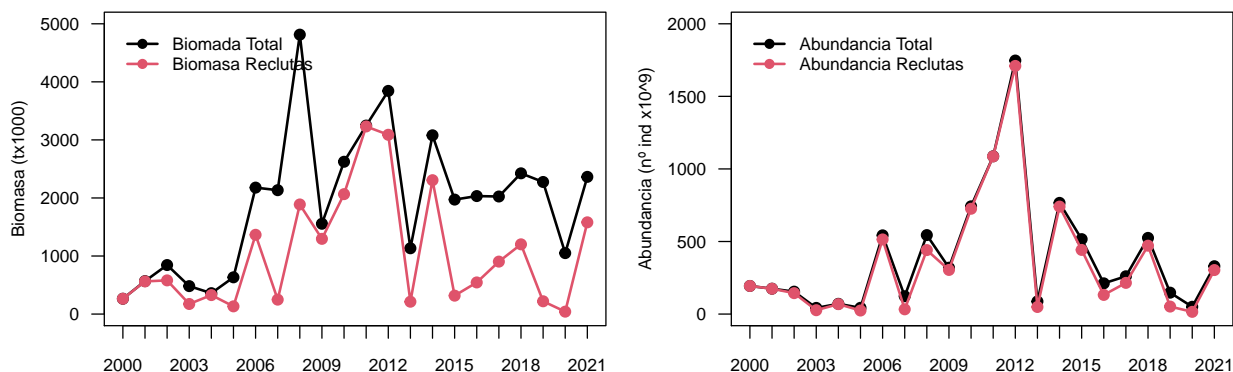 5000
4000
3000
2000
1000
0
Biomasa (tx1000)
Biomada Total
Biomasa Reclutas
2000 2003 2006 2009 2012 2015 2018 2021
2000
1500
1000
500
0
Abundancia (nº ind x10^9)
Abundancia Total
Abundancia Reclutas
2000 2003 2006 2009 2012 2015 2018 2021